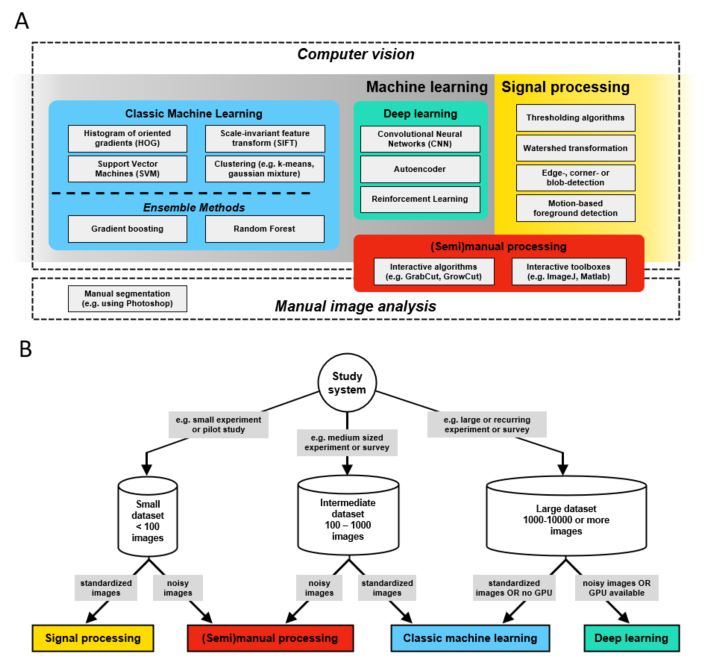 A
Computer vision
Machine learning
Signal processing
Classic Machine Learning
Histogram of oriented
gradients (HOG)
Scale-invariant feature
transform (SIFT)
Support Vector
Machines (SVM)
Clustering (e.g. k-means,
gaussian mixture)
Ensemble Methods
Gradient boosting
Random Forest
Deep learning
Convolutional Neural
Networks (CNN)
Autoencoder
Reinforcement Learning
Thresholding algorithms
Watershed transformation
Edge-, corner- or
blob-detection
Motion-based
foreground detection
(Semi)manual processing
Interactive algorithms
(e.g. GrabCut, GrowCut)
Interactive toolboxes
(e.g. ImageJ, Matlab)
Manual segmentation
(e.g. using Photoshop)
Manual image analysis
B
Study
system
e.g. small experiment
or pilot study
e.g. medium sized
experiment or survey
e.g. large or recurring
experiment or survey
Small
dataset
< 100
images
Intermediate
dataset
100 – 1000
images
Large dataset
1000-10000 or more
images
standardized
images
noisy
images
noisy
images
standardized
images
standardized
images OR no GPU
noisy images OR
GPU available
Signal processing
(Semi)manual processing
Classic machine learning
Deep learning